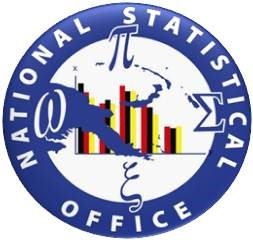 NATIONAL STATISTICAL
OFFICE
π
x
ω
Σ
ξ